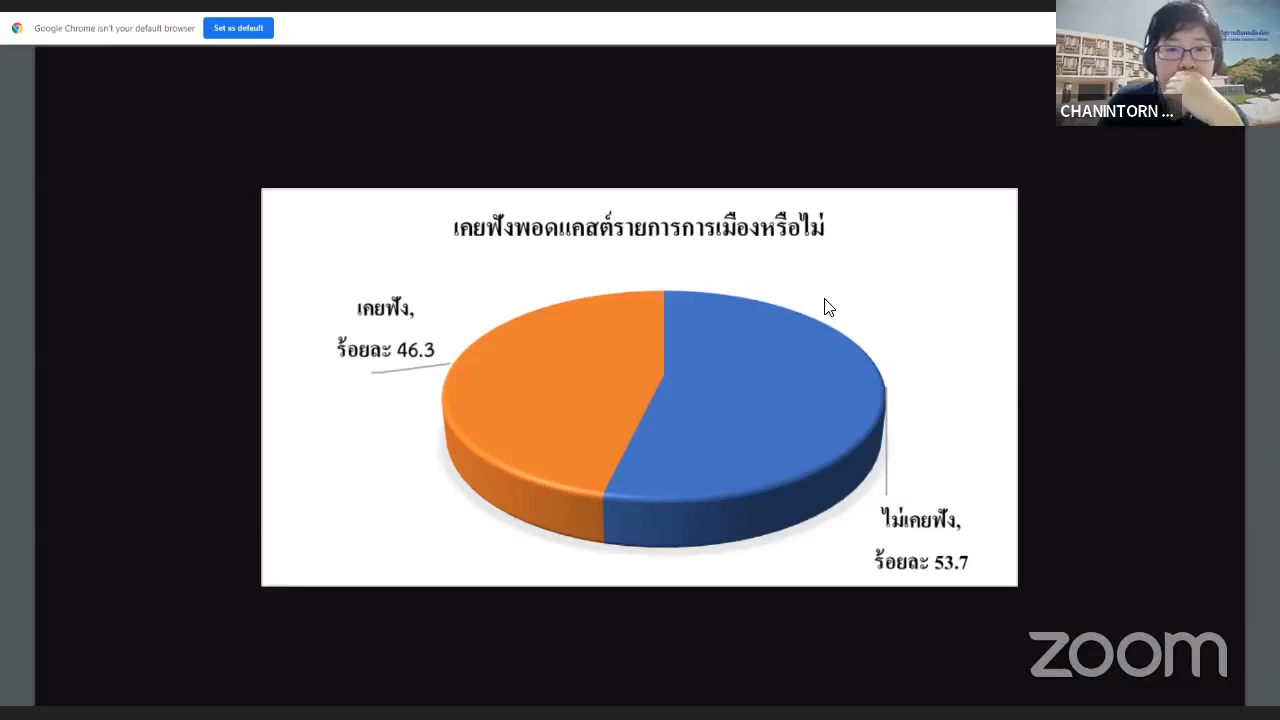 Google Chrome isn't your default browser
Set as default
CHANINTORN ...
เคยฟังพอดแคสต์รายการการเมืองหรือไม่
เคยฟัง,
ร้อยละ 46.3
ไม่เคยฟัง,
ร้อยละ 53.7
zoom